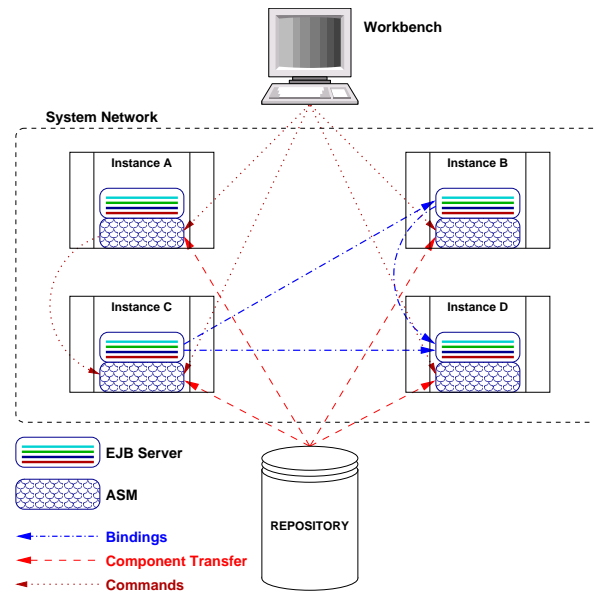 Workbench
System Network
Instance A
Instance B
Instance C
Instance D
EJB Server
ASM
REPOSITORY
Bindings
Component Transfer
Commands